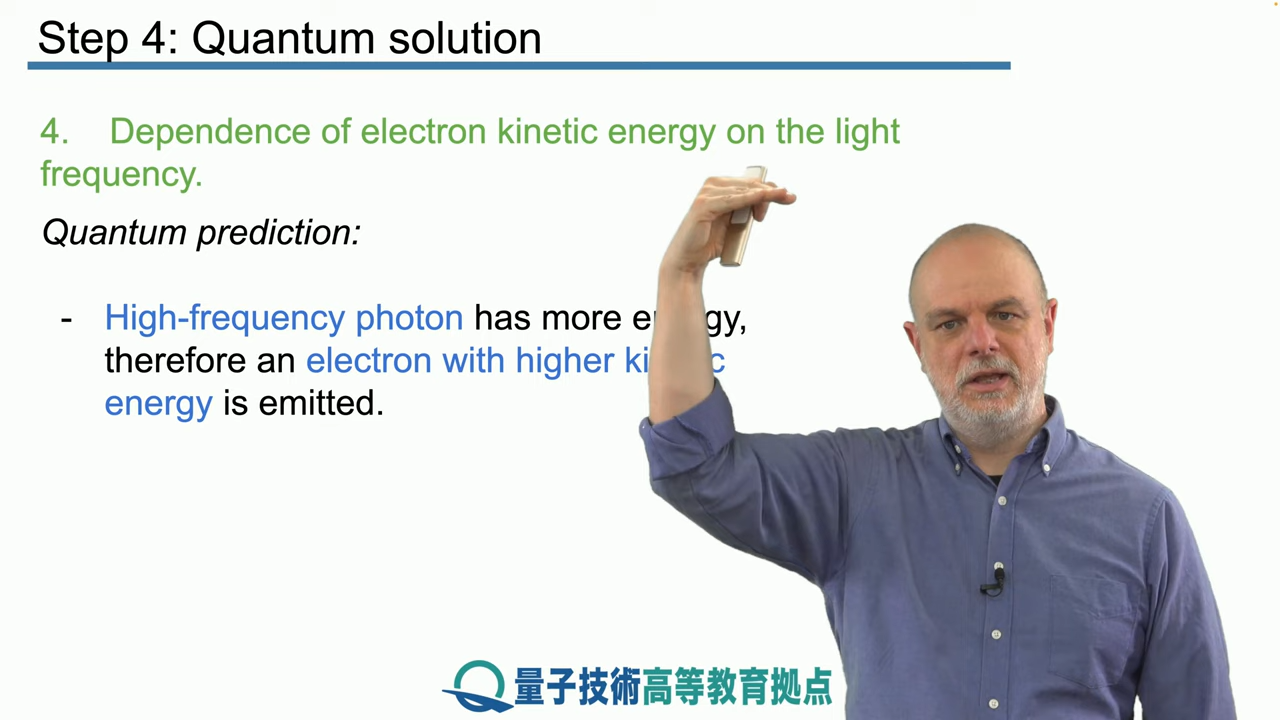 Step 4: Quantum solution
4. Dependence of electron kinetic energy on the light
frequency.
Quantum prediction:
- High-frequency photon has more energy,
therefore an electron with higher kinetic
energy is emitted.
量子技術高等教育拠点